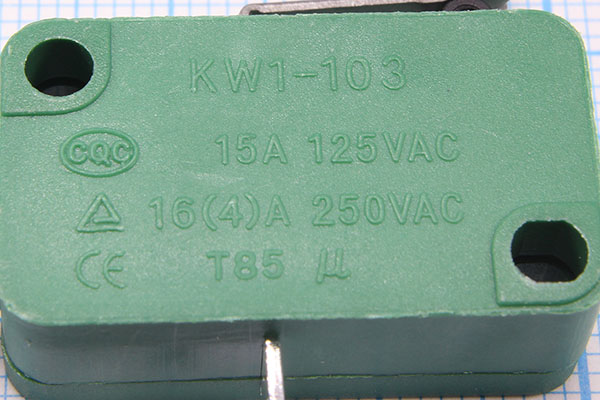 KW1-103
CQC 15A 125VAC
16(4)A 250VAC
CE T85 μ